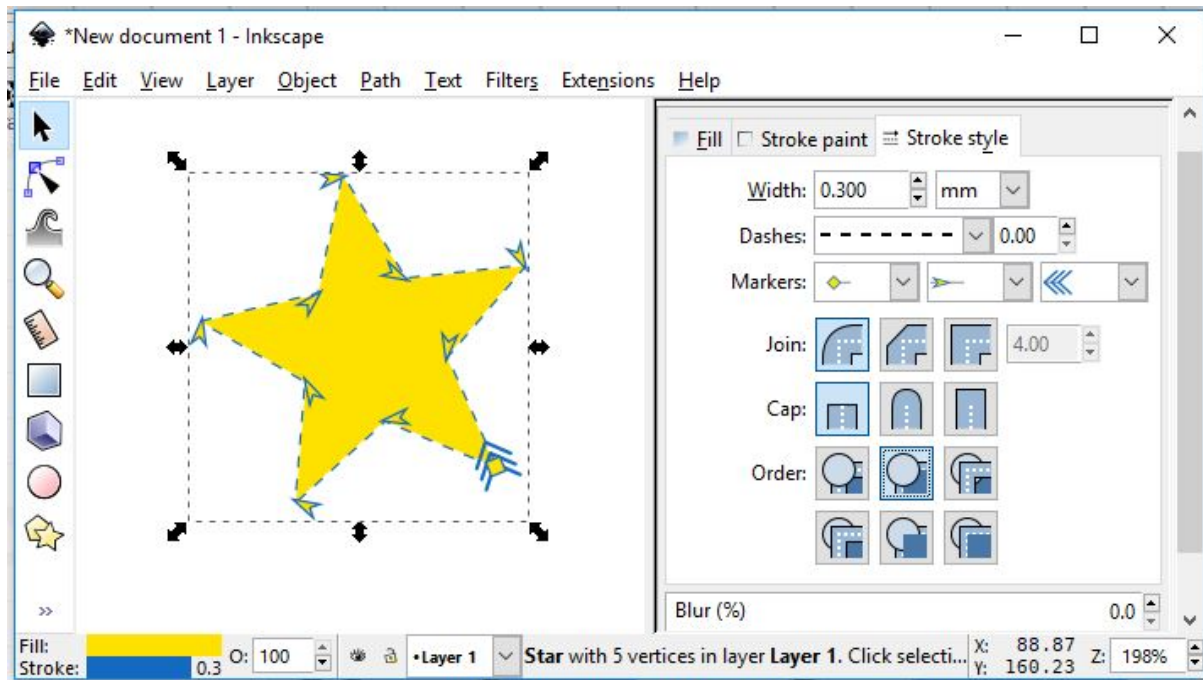 *New document 1 - Inkscape
File Edit View Layer Object Path Text Filters Extensions Help
Fill Stroke paint Stroke style
Width: 0.300 mm
Dashes: 0.00
Markers:
Join: 4.00
Cap:
Order:
Blur (%) 0.0
Fill:
Stroke: 0.3 O: 100 •Layer 1 Star with 5 vertices in layer Layer 1. Click selecti... X: 88.87 Z: 198%
Y: 160.23